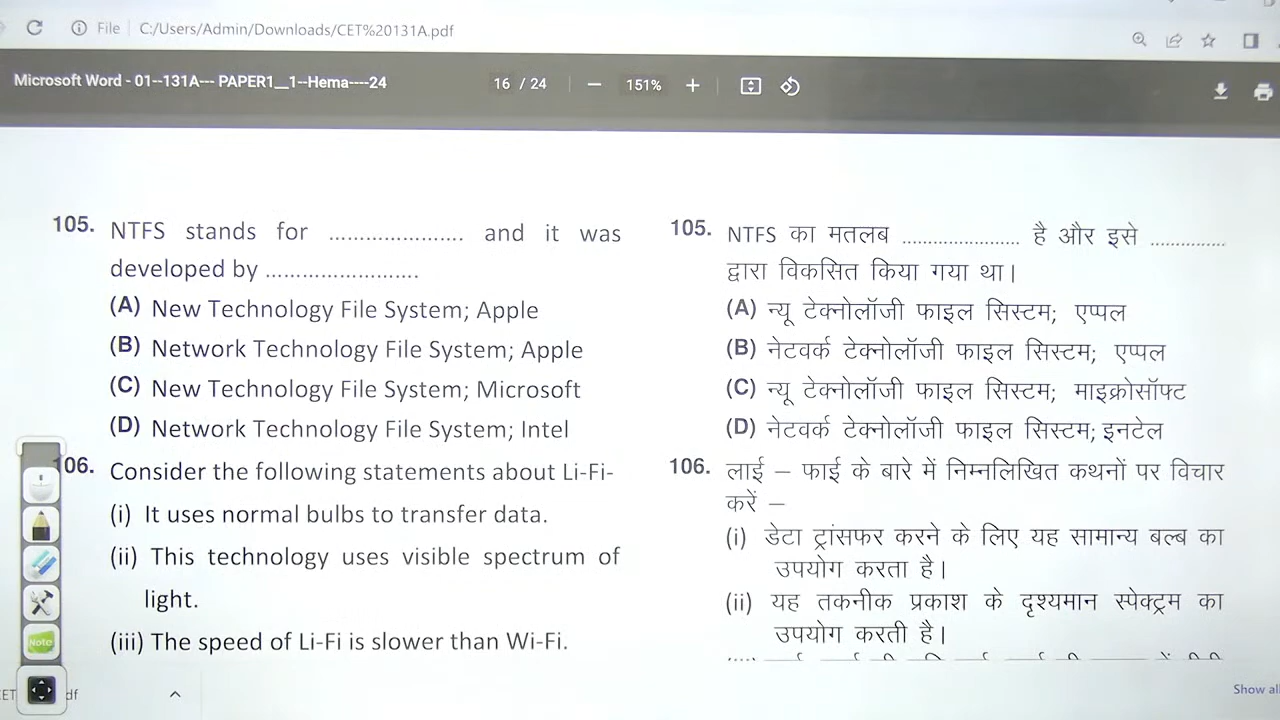 File C:/Users/Admin/Downloads/CET%20131A.pdf
Microsoft Word - 01--131A--- PAPER1__1--Hema----24
16 / 24
151%
105. NTFS stands for ...................... and it was
developed by .........................
(A) New Technology File System; Apple
(B) Network Technology File System; Apple
(C) New Technology File System; Microsoft
(D) Network Technology File System; Intel
06. Consider the following statements about Li-Fi-
(i) It uses normal bulbs to transfer data.
(ii) This technology uses visible spectrum of
light.
(iii) The speed of Li-Fi is slower than Wi-Fi.
105. NTFS का मतलब ....................... है और इसे ...............
द्वारा विकसित किया गया था।
(A) न्यू टेक्नोलॉजी फाइल सिस्टम; एप्पल
(B) नेटवर्क टेक्नोलॉजी फाइल सिस्टम; एप्पल
(C) न्यू टेक्नोलॉजी फाइल सिस्टम; माइक्रोसॉफ्ट
(D) नेटवर्क टेक्नोलॉजी फाइल सिस्टम; इनटेल
106. लाई – फाई के बारे में निम्नलिखित कथनों पर विचार
करें –
(i) डेटा ट्रांसफर करने के लिए यह सामान्य बल्ब का
उपयोग करता है।
(ii) यह तकनीक प्रकाश के दृश्यमान स्पेक्ट्रम का
उपयोग करती है।
Note
CET
df
Show all